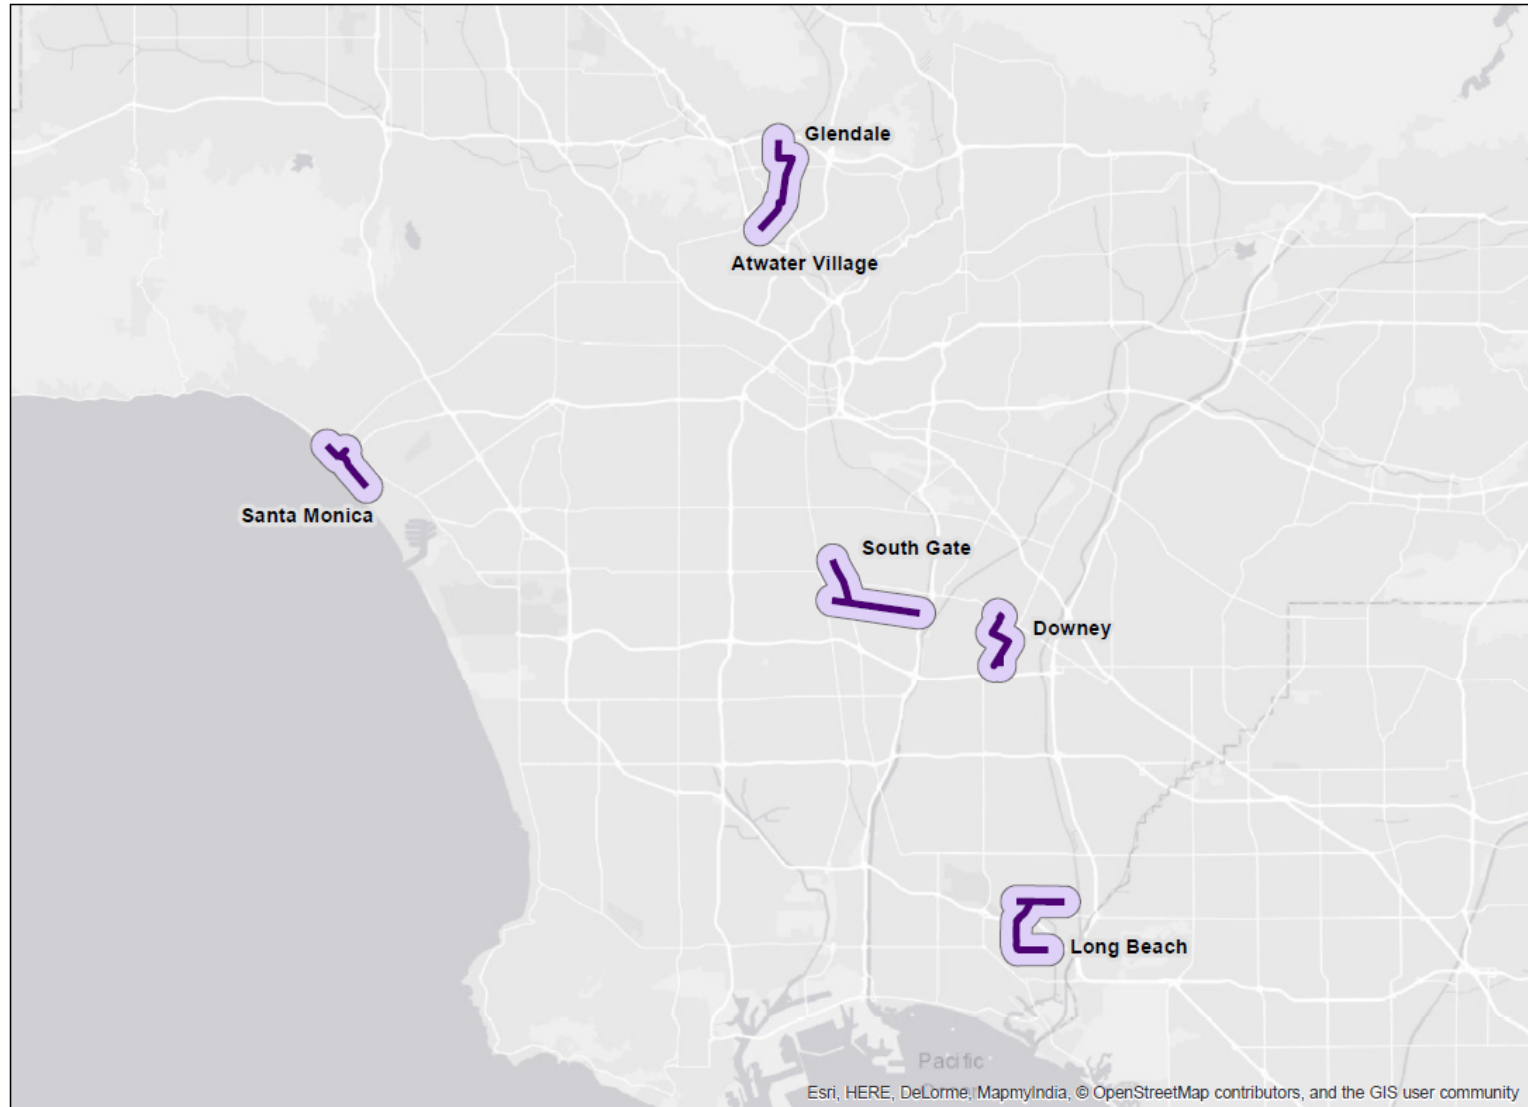 Glendale
Atwater Village
Santa Monica
South Gate
Downey
Long Beach
Pacific
Ocean
Esri, HERE, DeLorme, MapmyIndia, © OpenStreetMap contributors, and the GIS user community